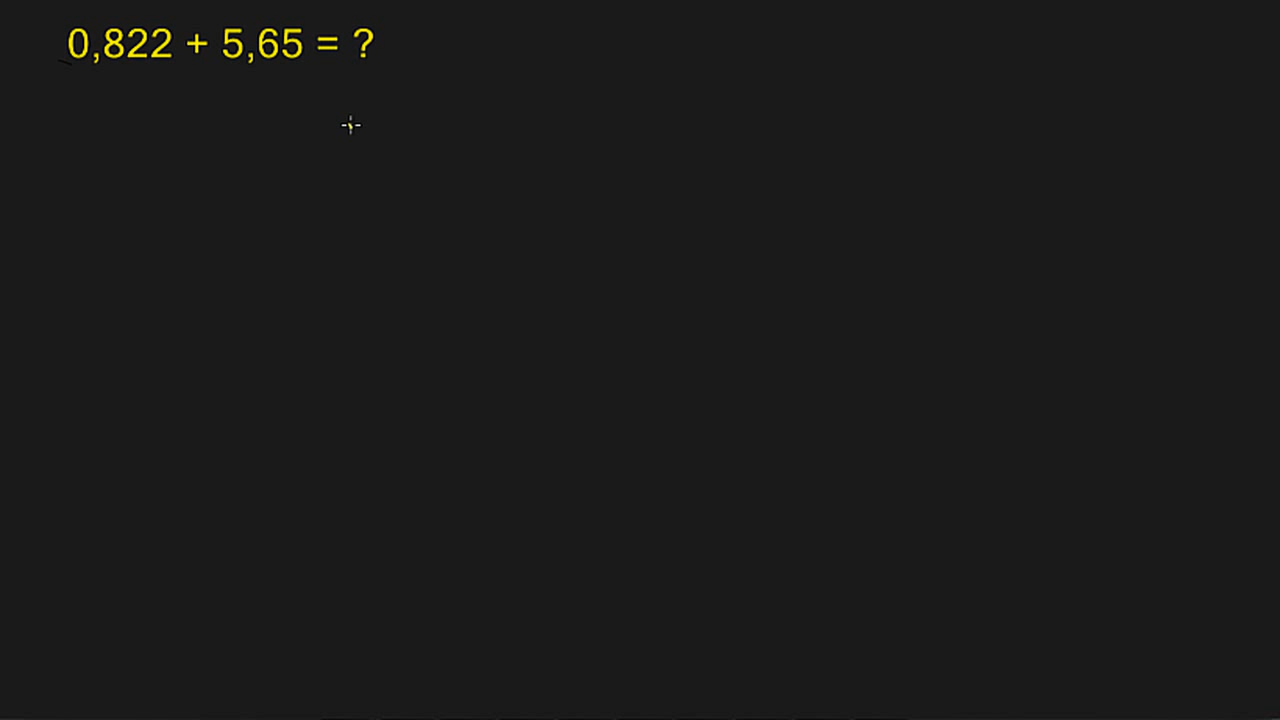 0,822 + 5,65 = ?